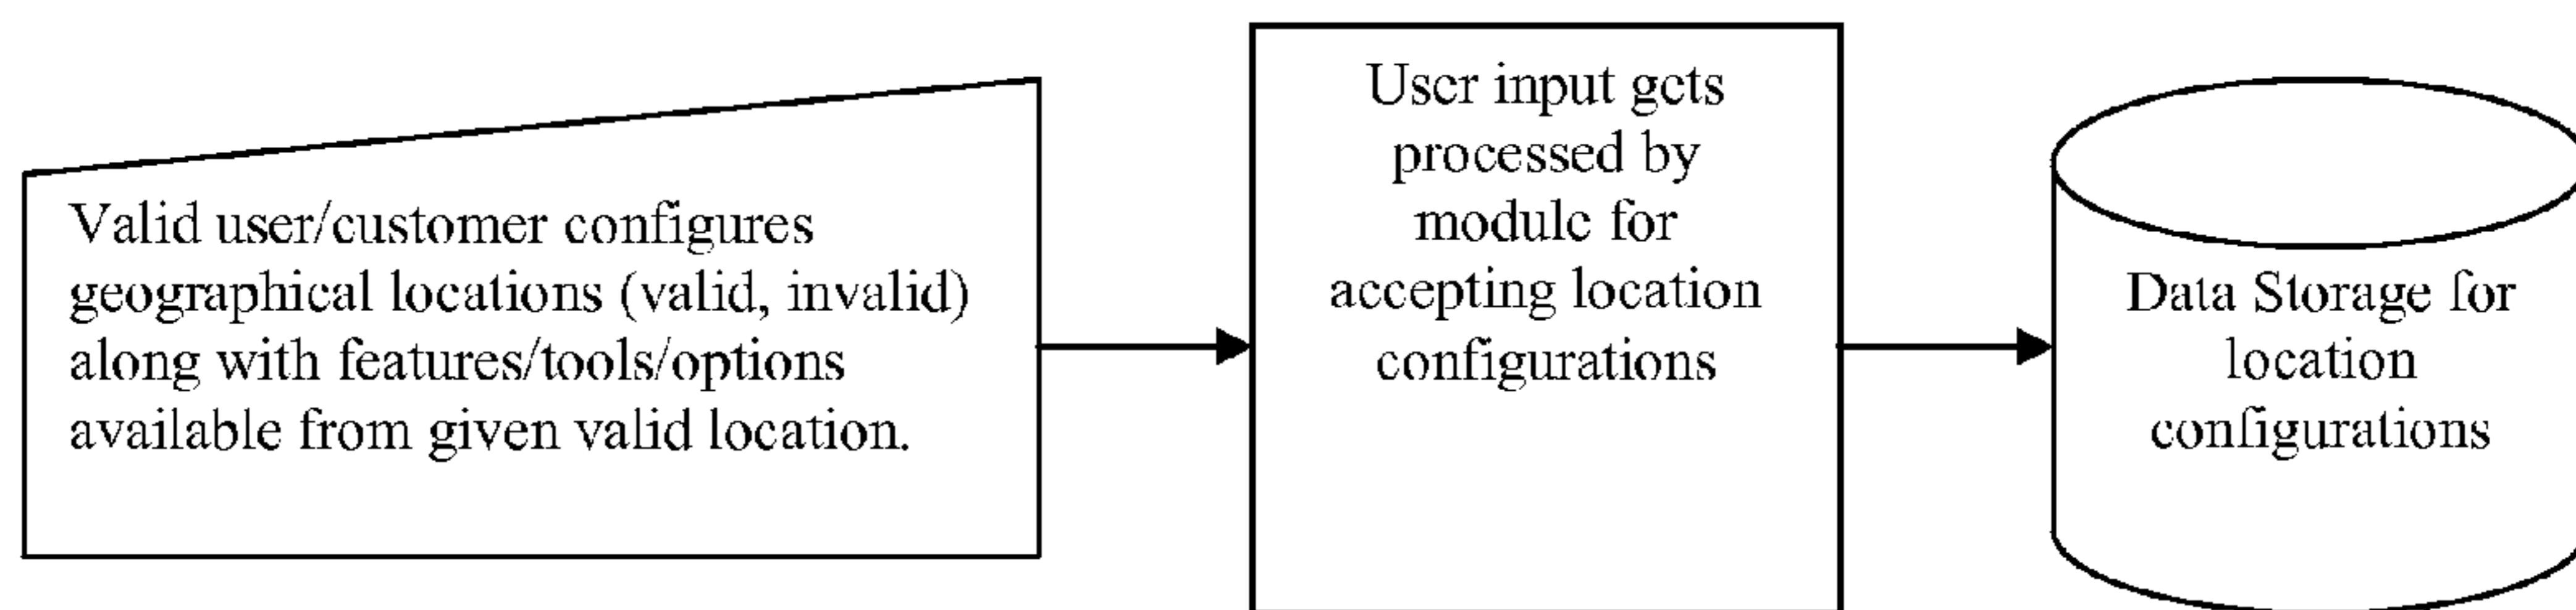 Valid user/customer configures
geographical locations (valid, invalid)
along with features/tools/options
available from given valid location.
User input gets
processed by
module for
accepting location
configurations
Data Storage for
location
configurations